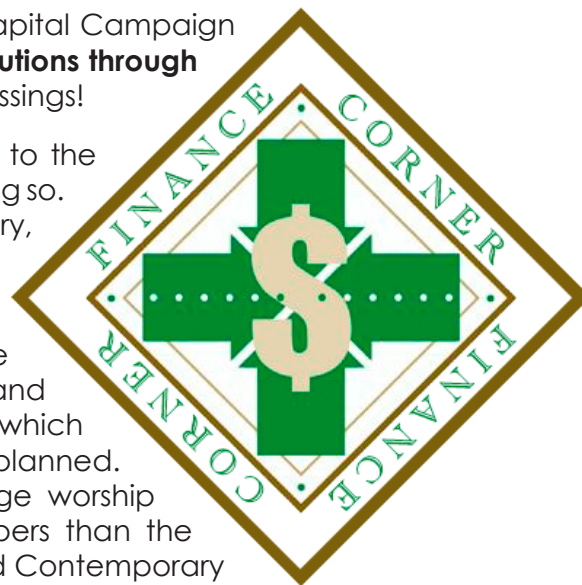 apital Campaign
utions through
ssings!
to the
g so.
ry,
e
and
which
planned.
ge worship
bers than the
d Contemporary
FINANCE CORNER
CORNER FINANCE
$